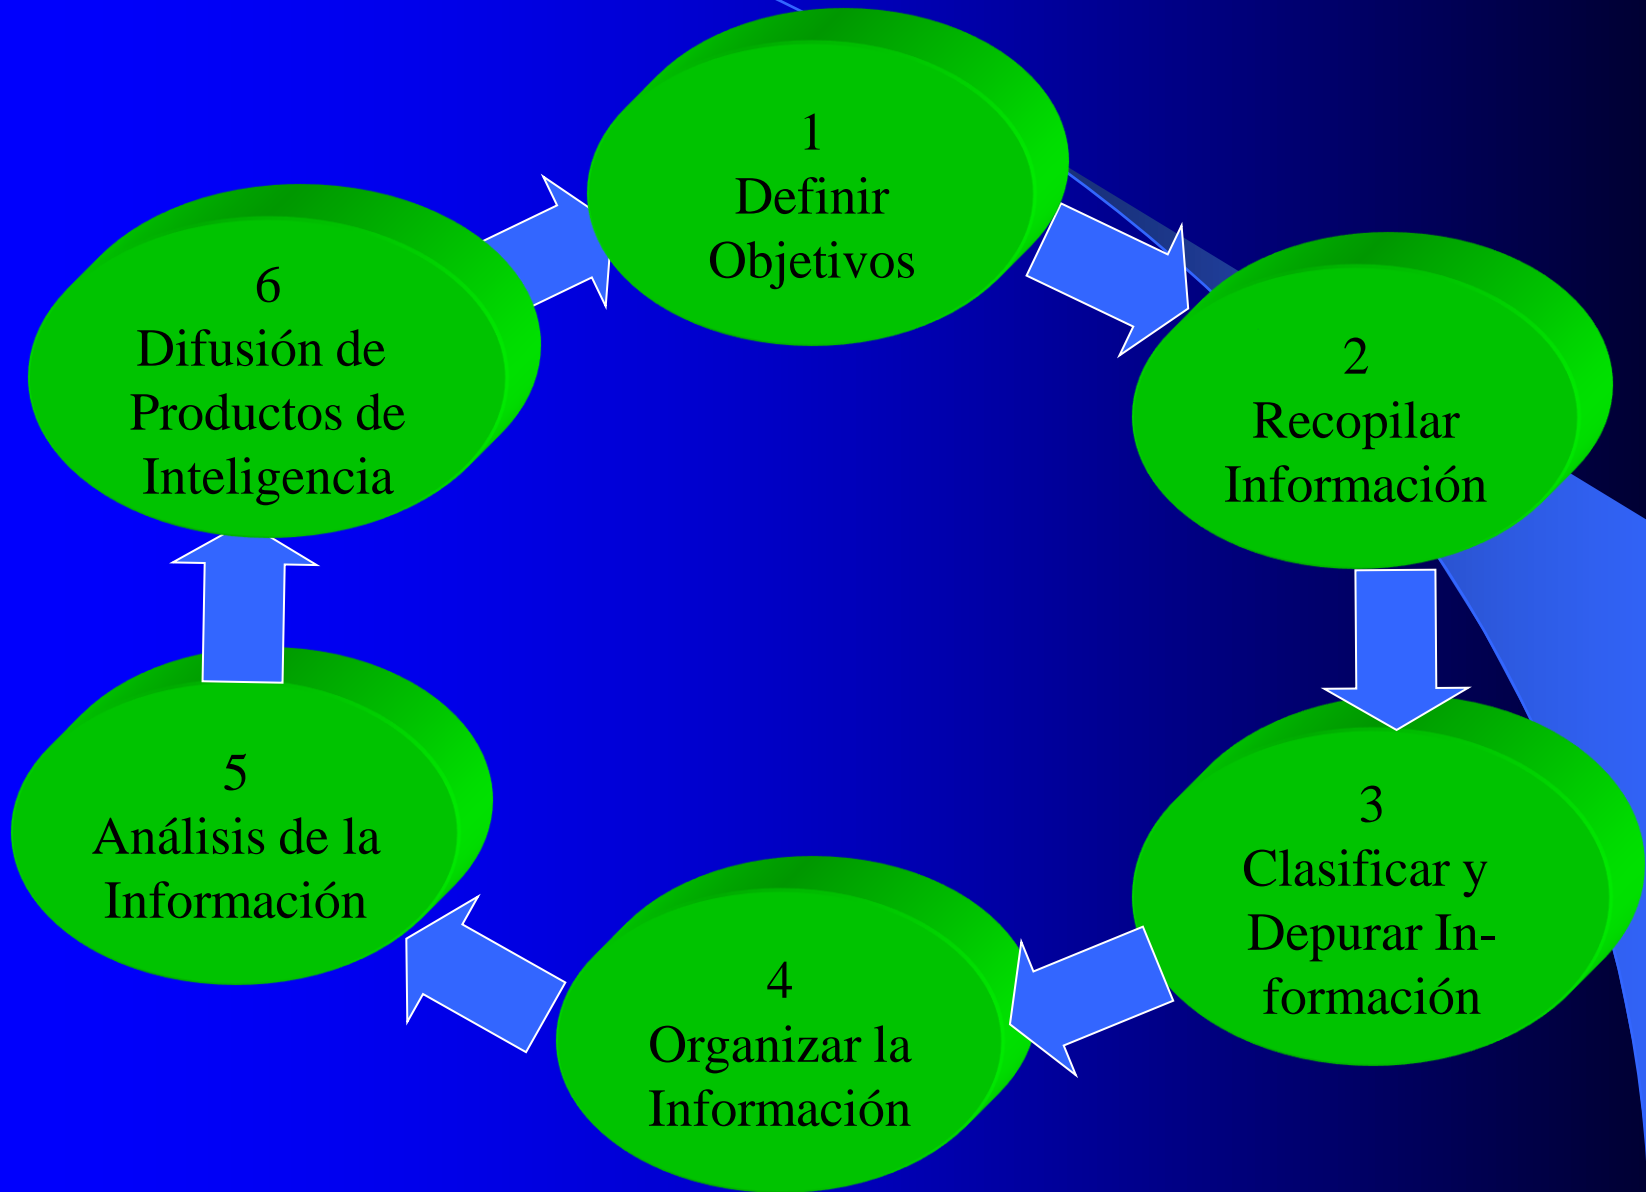 1
Definir
Objetivos
2
Recopilar
Información
3
Clasificar y
Depurar In-
formación
4
Organizar la
Información
5
Análisis de la
Información
6
Difusión de
Productos de
Inteligencia